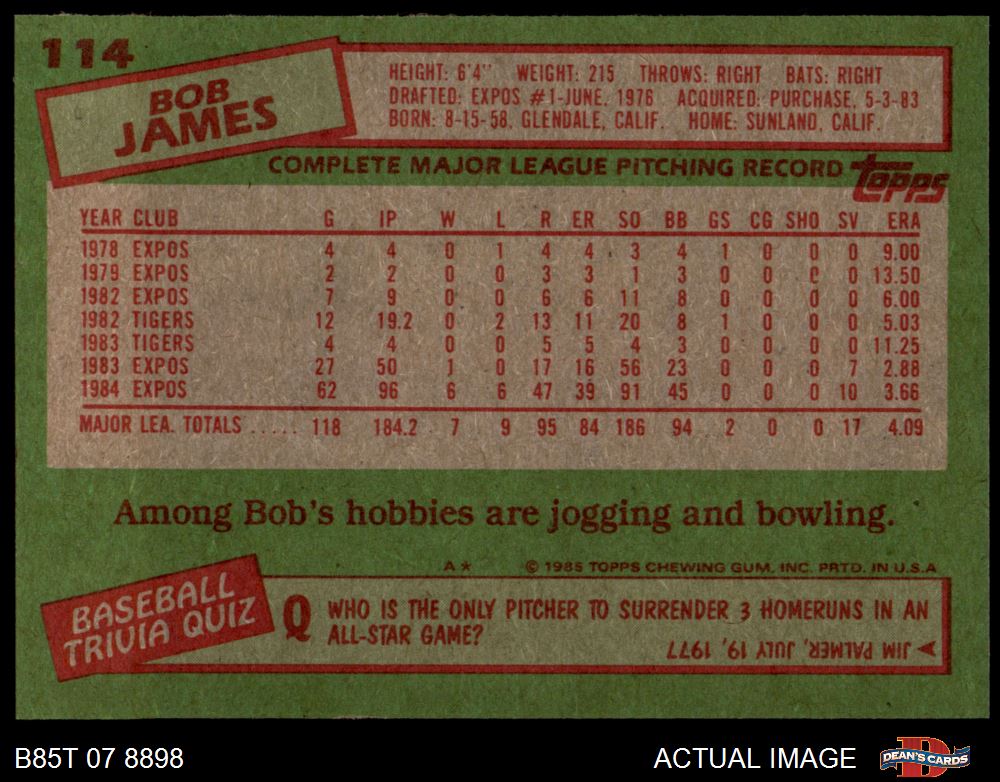 114
BOB
JAMES
HEIGHT: 6'4" WEIGHT: 215 THROWS: RIGHT BATS: RIGHT
DRAFTED: EXPOS #1-JUNE, 1976 ACQUIRED: PURCHASE, 5-3-83
BORN: 8-15-58, GLENDALE, CALIF. HOME: SUNLAND, CALIF.
COMPLETE MAJOR LEAGUE PITCHING RECORD topps
YEAR CLUB G IP W L R ER SO BB GS CG SHO SV ERA
1978 EXPOS 4 4 0 1 4 4 3 4 1 0 0 0 9.00
1979 EXPOS 2 2 0 0 3 3 1 3 0 0 0 0 13.50
1982 EXPOS 7 9 0 0 6 6 11 8 0 0 0 0 6.00
1982 TIGERS 12 19.2 0 2 13 11 20 8 1 0 0 0 5.03
1983 TIGERS 4 4 0 0 5 5 4 3 0 0 0 0 11.25
1983 EXPOS 27 50 1 0 17 16 56 23 0 0 0 7 2.88
1984 EXPOS 62 96 6 6 47 39 91 45 0 0 0 10 3.66
MAJOR LEA. TOTALS ..... 118 184.2 7 9 95 84 186 94 2 0 0 17 4.09
Among Bob's hobbies are jogging and bowling.
A* © 1985 TOPPS CHEWING GUM, INC. PRTD. IN U.S.A
BASEBALL
TRIVIA QUIZ
Q WHO IS THE ONLY PITCHER TO SURRENDER 3 HOMERUNS IN AN
ALL-STAR GAME?
A JIM PALMER, JULY 19, 1977
B85T 07 8898 ACTUAL IMAGE D DEAN'S CARDS